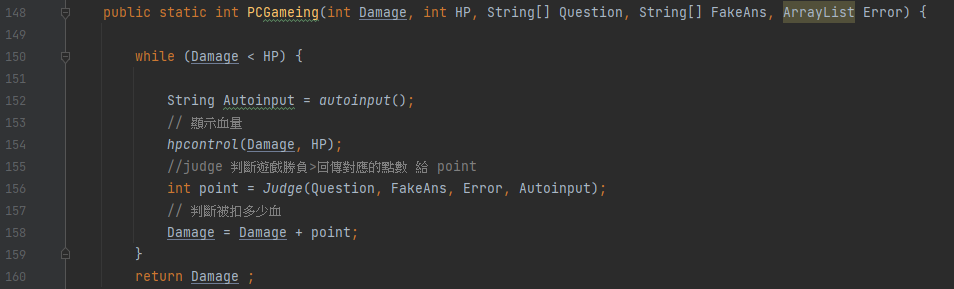 148 public static int PCGameing(int Damage, int HP, String[] Question, String[] FakeAns, ArrayList Error) {
149
150 while (Damage < HP) {
151
152 String Autoinput = autoinput();
153 // 顯示血量
154 hpcontrol(Damage, HP);
155 //judge 判斷遊戲勝負>回傳對應的點數 給 point
156 int point = Judge(Question, FakeAns, Error, Autoinput);
157 // 判斷被扣多少血
158 Damage = Damage + point;
159 }
160 return Damage ;